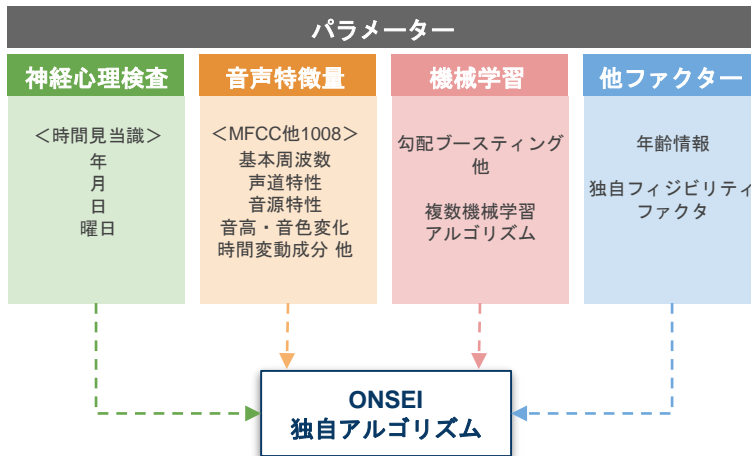 パラメーター
神経心理検査
＜時間見当識＞
年
月
日
曜日
音声特徴量
＜MFCC他1008＞
基本周波数
声道特性
音源特性
音高・音色変化
時間変動成分 他
機械学習
勾配ブースティング
他
複数機械学習
アルゴリズム
他ファクター
年齢情報
独自フィジビリティ
ファクタ
ONSEI
独自アルゴリズム